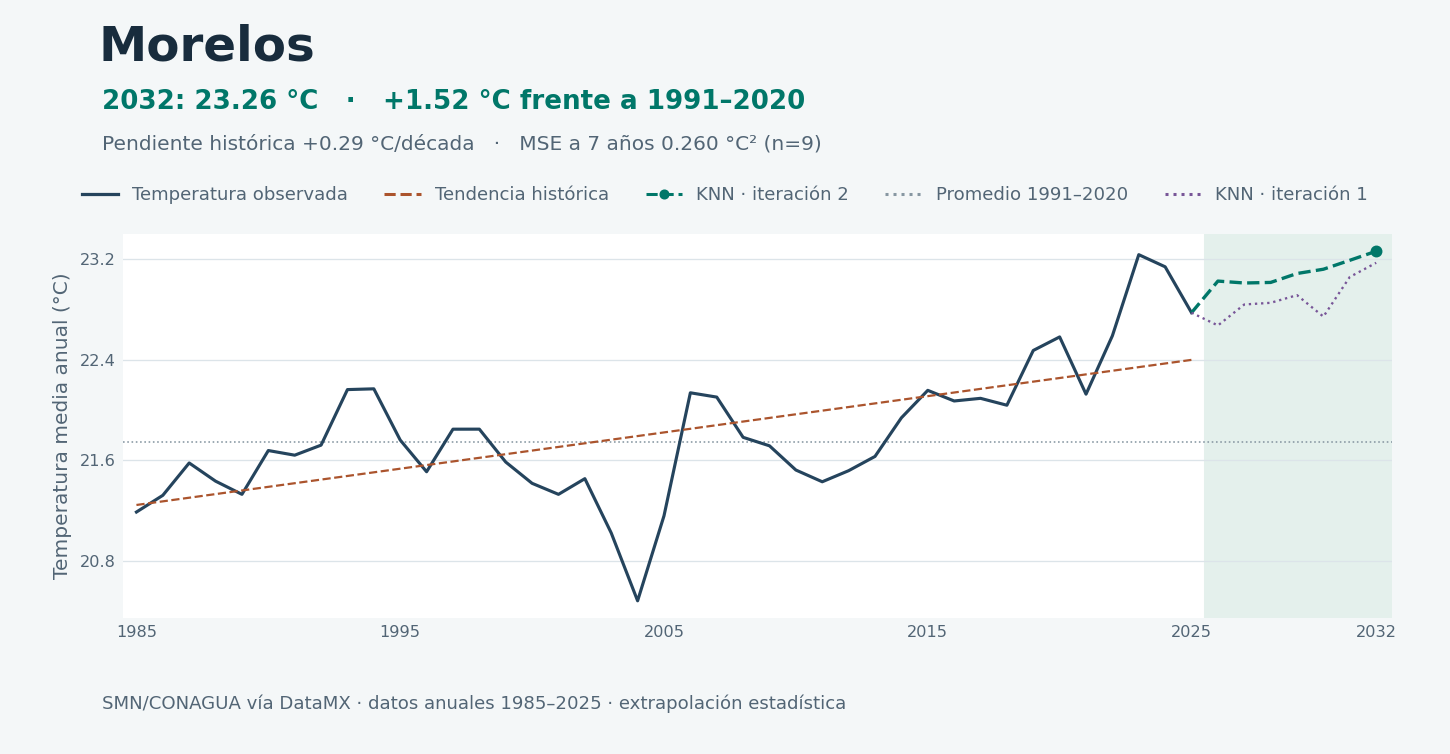 Morelos
2032: 23.26 °C · +1.52 °C frente a 1991–2020
Pendiente histórica +0.29 °C/década · MSE a 7 años 0.260 °C² (n=9)
Temperatura observada Tendencia histórica KNN · iteración 2 Promedio 1991–2020 KNN · iteración 1
Temperatura media anual (°C)
23.2
22.4
21.6
20.8
1985 1995 2005 2015 2025 2032
SMN/CONAGUA vía DataMX · datos anuales 1985–2025 · extrapolación estadística